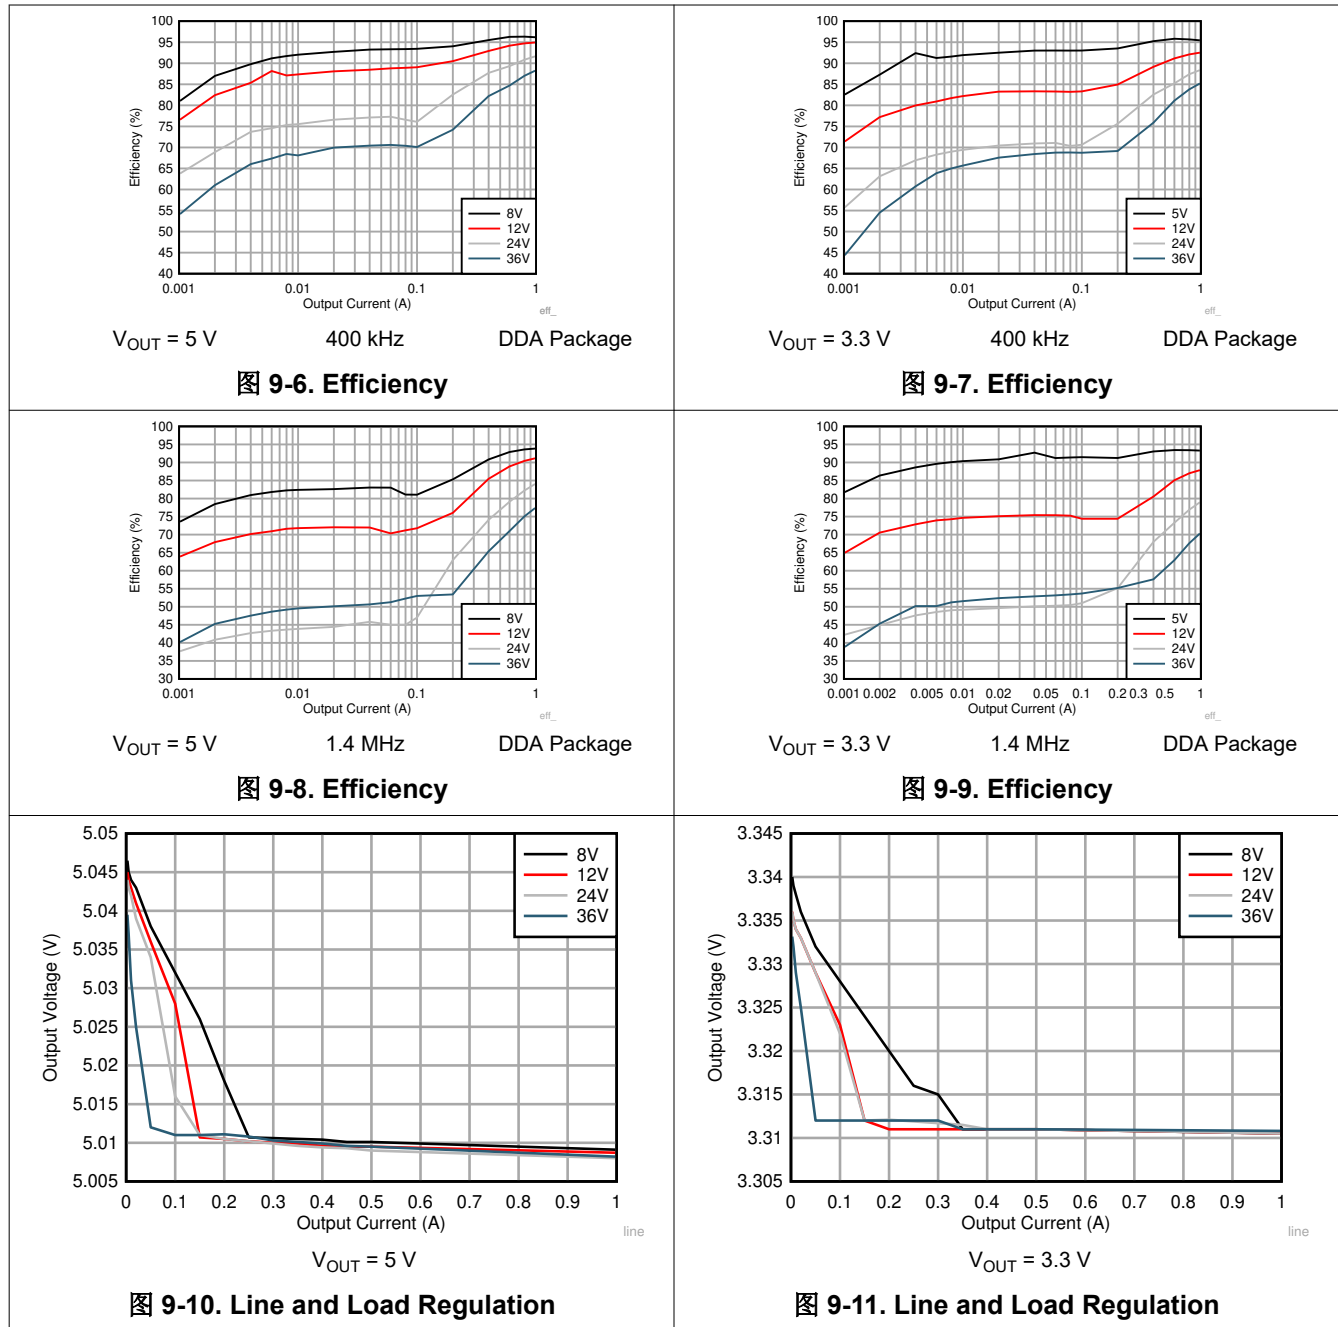 100
95
90
85
80
75
70
65
60
55
50
45
40
Efficiency (%)
8V
12V
24V
36V
0.001 0.01 0.1 1
Output Current (A)
eff_
VOUT = 5 V 400 kHz DDA Package
图 9-6. Efficiency
100
95
90
85
80
75
70
65
60
55
50
45
40
Efficiency (%)
5V
12V
24V
36V
0.001 0.01 0.1 1
Output Current (A)
eff_
VOUT = 3.3 V 400 kHz DDA Package
图 9-7. Efficiency
100
95
90
85
80
75
70
65
60
55
50
45
40
35
30
Efficiency (%)
8V
12V
24V
36V
0.001 0.01 0.1 1
Output Current (A)
eff_
VOUT = 5 V 1.4 MHz DDA Package
图 9-8. Efficiency
100
95
90
85
80
75
70
65
60
55
50
45
40
35
30
Efficiency (%)
5V
12V
24V
36V
0.001 0.002 0.005 0.01 0.02 0.05 0.1 0.2 0.3 0.5 1
Output Current (A)
eff_
VOUT = 3.3 V 1.4 MHz DDA Package
图 9-9. Efficiency
5.05
5.045
5.04
5.035
5.03
5.025
5.02
5.015
5.01
5.005
Output Voltage (V)
8V
12V
24V
36V
0 0.1 0.2 0.3 0.4 0.5 0.6 0.7 0.8 0.9 1
Output Current (A)
line
VOUT = 5 V
图 9-10. Line and Load Regulation
3.345
3.34
3.335
3.33
3.325
3.32
3.315
3.31
3.305
Output Voltage (V)
8V
12V
24V
36V
0 0.1 0.2 0.3 0.4 0.5 0.6 0.7 0.8 0.9 1
Output Current (A)
line
VOUT = 3.3 V
图 9-11. Line and Load Regulation